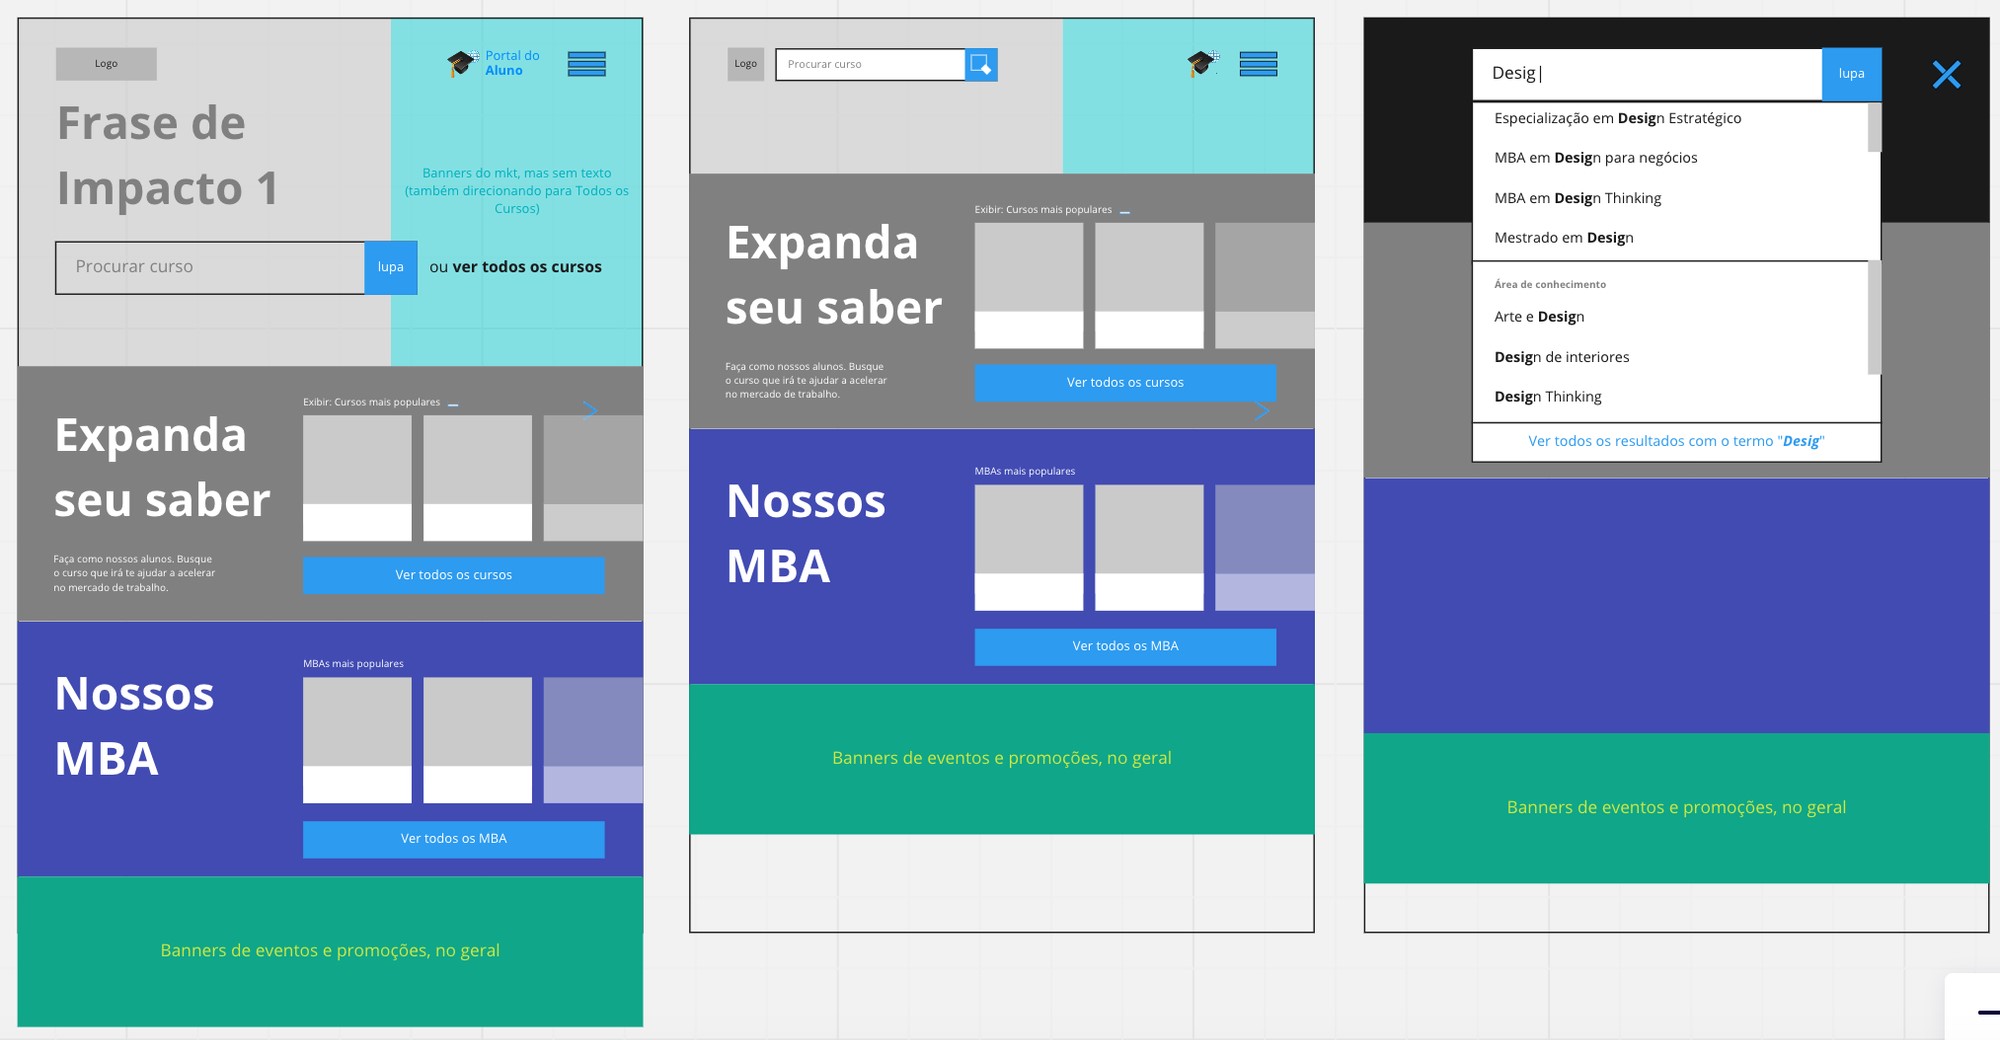 Logo
Portal do
Aluno
Frase de
Impacto 1
Banners do mkt, mas sem texto
(também direcionando para Todos os
Cursos)
Procurar curso
lupa
ou ver todos os cursos
Expanda
seu saber
Faça como nossos alunos. Busque
o curso que irá te ajudar a acelerar
no mercado de trabalho.
Exibir: Cursos mais populares
Ver todos os cursos
Nossos
MBA
MBAs mais populares
Ver todos os MBA
Banners de eventos e promoções, no geral
Logo
Procurar curso
Expanda
seu saber
Faça como nossos alunos. Busque
o curso que irá te ajudar a acelerar
no mercado de trabalho.
Exibir: Cursos mais populares
Ver todos os cursos
Nossos
MBA
MBAs mais populares
Ver todos os MBA
Banners de eventos e promoções, no geral
Desig
lupa
Especialização em Design Estratégico
MBA em Design para negócios
MBA em Design Thinking
Mestrado em Design
Área de conhecimento
Arte e Design
Design de interiores
Design Thinking
Ver todos os resultados com o termo "Desig"
Banners de eventos e promoções, no geral